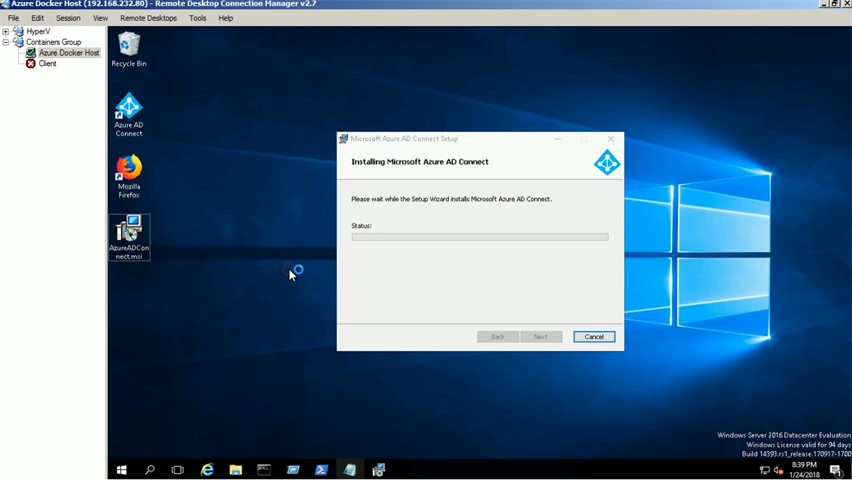 Azure Docker Host (192.168.232.80) - Remote Desktop Connection Manager v2.7
File Edit Session View Remote Desktops Tools Help
HyperV
Containers Group
Azure Docker Host
Client
Recycle Bin
Azure AD
Connect
Mozilla
Firefox
AzureADCon
nect.msi
Microsoft Azure AD Connect Setup
Installing Microsoft Azure AD Connect
Please wait while the Setup Wizard installs Microsoft Azure AD Connect.
Status:
Back Next Cancel
Windows Server 2016 Datacenter Evaluation
Windows License valid for 94 days
Build 14393.rs1_release.170917-1700
8:39 PM
1/24/2018